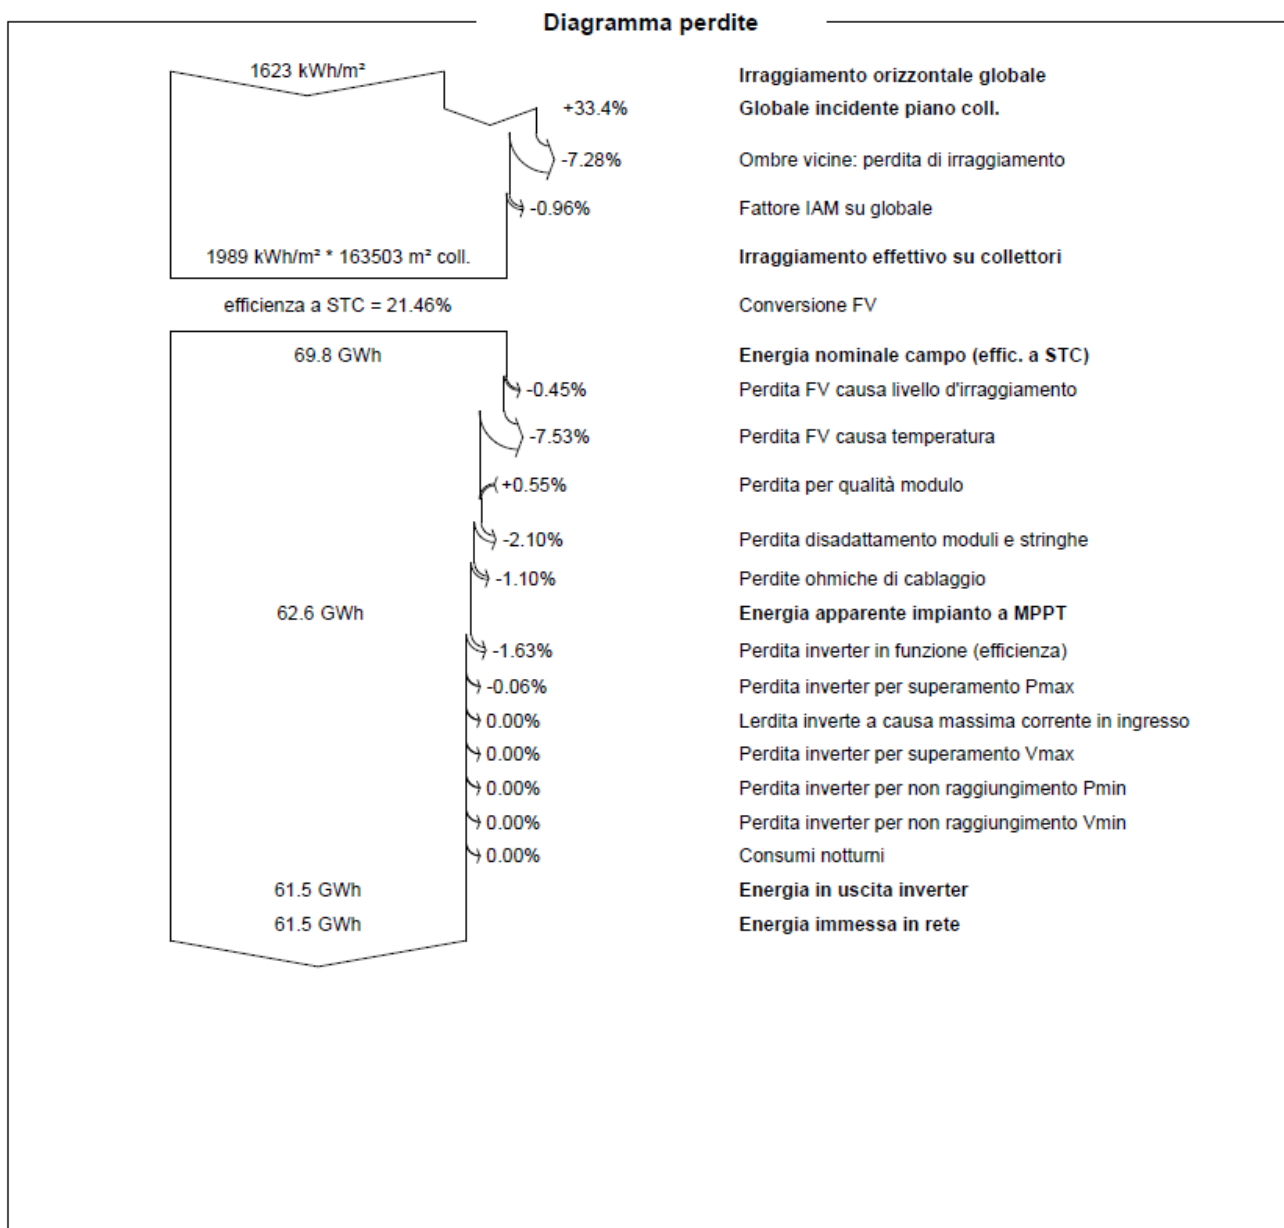 Diagramma perdite
1623 kWh/m² Irraggiamento orizzontale globale
+33.4% Globale incidente piano coll.
-7.28% Ombre vicine: perdita di irraggiamento
-0.96% Fattore IAM su globale
1989 kWh/m² * 163503 m² coll. Irraggiamento effettivo su collettori
efficienza a STC = 21.46% Conversione FV
69.8 GWh Energia nominale campo (effic. a STC)
-0.45% Perdita FV causa livello d'irraggiamento
-7.53% Perdita FV causa temperatura
+0.55% Perdita per qualità modulo
-2.10% Perdita disadattamento moduli e stringhe
-1.10% Perdite ohmiche di cablaggio
62.6 GWh Energia apparente impianto a MPPT
-1.63% Perdita inverter in funzione (efficienza)
-0.06% Perdita inverter per superamento Pmax
0.00% Lerdita inverte a causa massima corrente in ingresso
0.00% Perdita inverter per superamento Vmax
0.00% Perdita inverter per non raggiungimento Pmin
0.00% Perdita inverter per non raggiungimento Vmin
0.00% Consumi notturni
61.5 GWh Energia in uscita inverter
61.5 GWh Energia immessa in rete